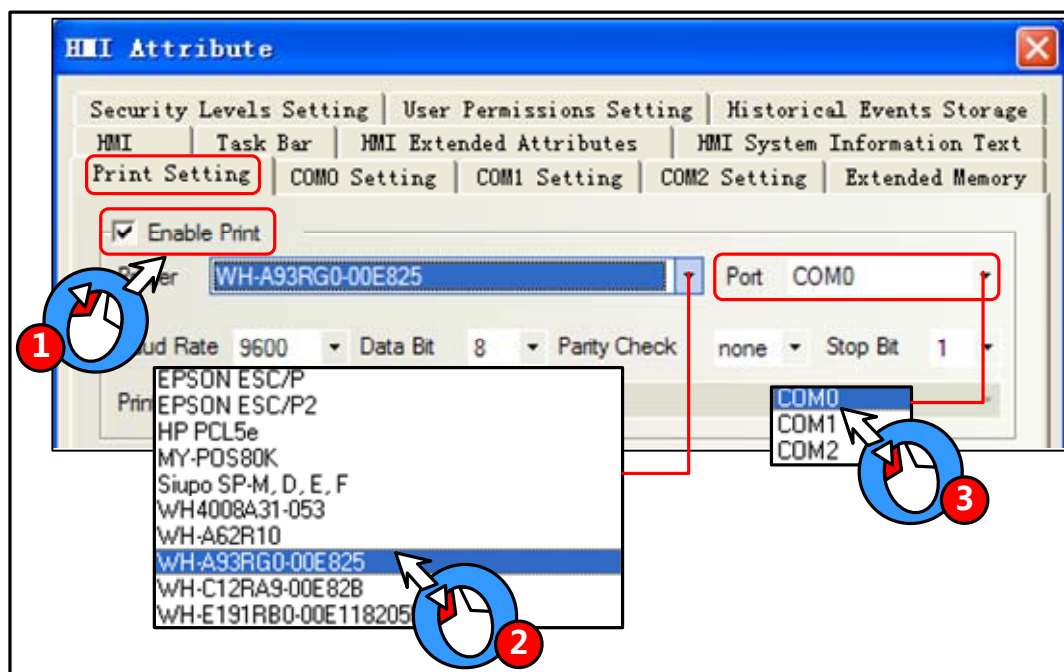 HMI Attribute
Security Levels Setting User Permissions Setting Historical Events Storage
HMI Task Bar HMI Extended Attributes HMI System Information Text
Print Setting COM0 Setting COM1 Setting COM2 Setting Extended Memory
Enable Print
WH-A93RG0-00E825 Port COM0
1
Rate 9600 Data Bit 8 Parity Check none Stop Bit 1
EPSON ESC/P
EPSON ESC/P2
HP PCL5e
MY-POS80K
Siupo SP-M, D, E, F
WH4008A31-053
WH-A62R10
WH-A93RG0-00E825
WH-C12RA9-00E82B
WH-E191RB0-00E118205
2
COM0
COM1
COM2
3